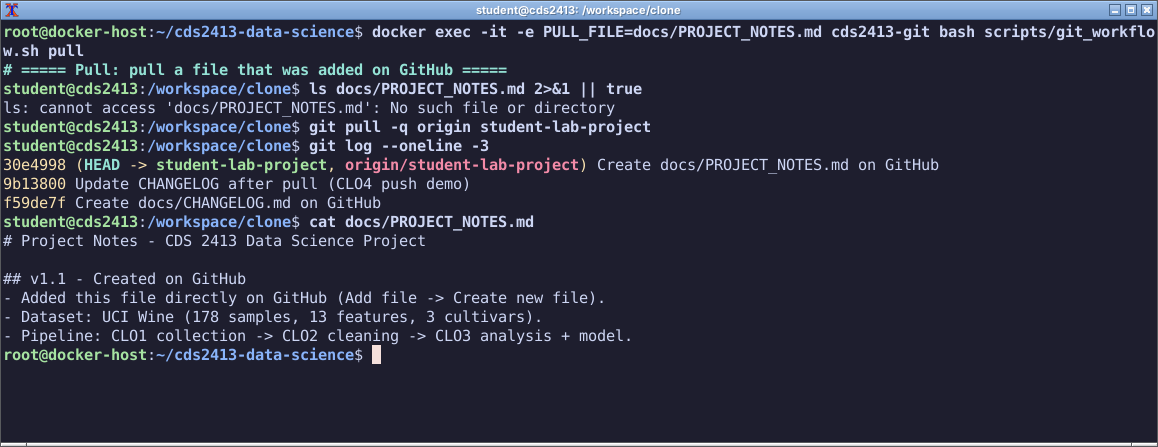 student@cds2413: /workspace/clone
root@docker-host:~/cds2413-data-science$ docker exec -it -e PULL_FILE=docs/PROJECT_NOTES.md cds2413-git bash scripts/git_workflo
w.sh pull
# ===== Pull: pull a file that was added on GitHub =====
student@cds2413:/workspace/clone$ ls docs/PROJECT_NOTES.md 2>&1 || true
ls: cannot access 'docs/PROJECT_NOTES.md': No such file or directory
student@cds2413:/workspace/clone$ git pull -q origin student-lab-project
student@cds2413:/workspace/clone$ git log --oneline -3
30e4998 (HEAD -> student-lab-project, origin/student-lab-project) Create docs/PROJECT_NOTES.md on GitHub
9b13800 Update CHANGELOG after pull (CLO4 push demo)
f59de7f Create docs/CHANGELOG.md on GitHub
student@cds2413:/workspace/clone$ cat docs/PROJECT_NOTES.md
# Project Notes - CDS 2413 Data Science Project
## v1.1 - Created on GitHub
- Added this file directly on GitHub (Add file -> Create new file).
- Dataset: UCI Wine (178 samples, 13 features, 3 cultivars).
- Pipeline: CLO1 collection -> CLO2 cleaning -> CLO3 analysis + model.
root@docker-host:~/cds2413-data-science$